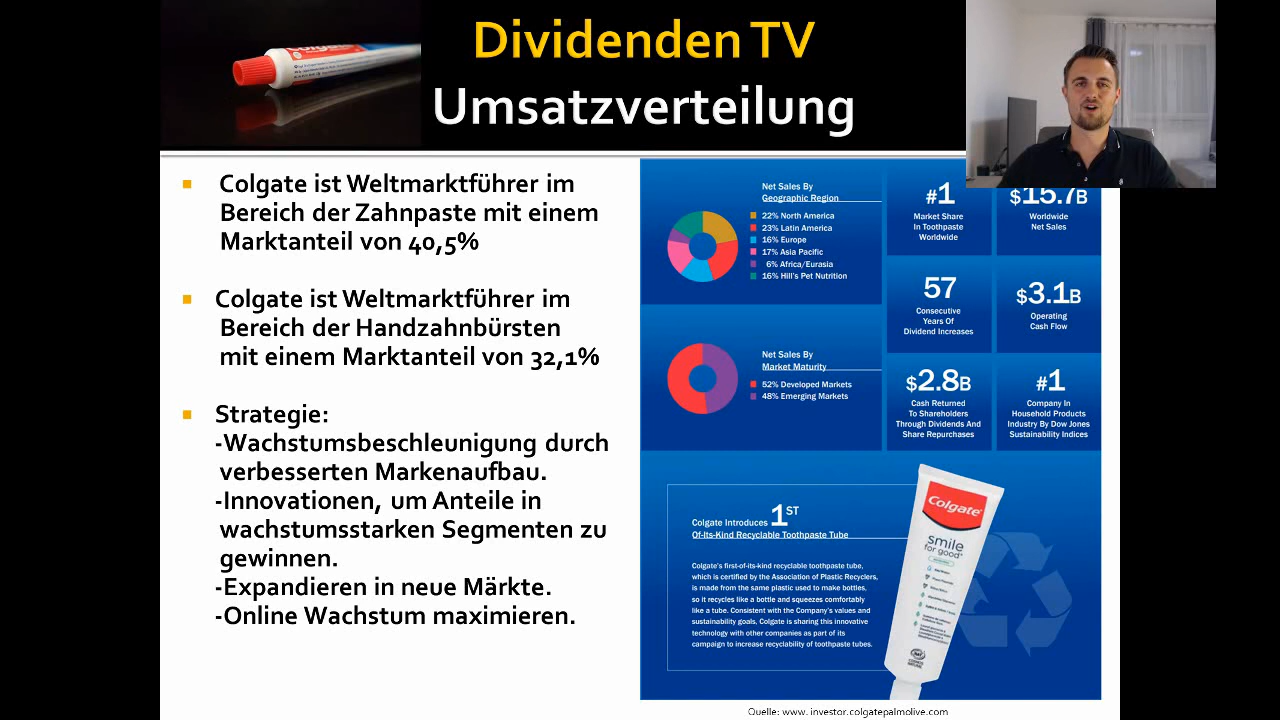 Dividenden TV
Umsatzverteilung
Colgate
Colgate ist Weltmarktführer im
Bereich der Zahnpaste mit einem
Marktanteil von 40,5%
Colgate ist Weltmarktführer im
Bereich der Handzahnbürsten
mit einem Marktanteil von 32,1%
Strategie:
-Wachstumsbeschleunigung durch
verbesserten Markenaufbau.
-Innovationen, um Anteile in
wachstumsstarken Segmenten zu
gewinnen.
-Expandieren in neue Märkte.
-Online Wachstum maximieren.
Net Sales By
Geographic Region
22% North America
23% Latin America
16% Europe
17% Asia Pacific
6% Africa/Eurasia
16% Hill's Pet Nutrition
#1
Market Share
In Toothpaste
Worldwide
$15.7B
Worldwide
Net Sales
57
Consecutive
Years Of
Dividend Increases
$3.1B
Operating
Cash Flow
Net Sales By
Market Maturity
52% Developed Markets
48% Emerging Markets
$2.8B
Cash Returned
To Shareholders
Through Dividends And
Share Repurchases
#1
Company In
Household Products
Industry By Dow Jones
Sustainability Indices
Colgate Introduces 1ST
Of-Its-Kind Recyclable Toothpaste Tube
Colgate's first-of-its-kind recyclable toothpaste tube,
which is certified by the Association of Plastic Recyclers,
is made from the same plastic used to make bottles,
so it recycles like a bottle and squeezes comfortably
like a tube. Consistent with the Company's values and
sustainability goals, Colgate is sharing this innovative
technology with other companies as part of its
campaign to increase recyclability of toothpaste tubes.
Colgate
smile
for good
Quelle: www. investor.colgatepalmolive.com